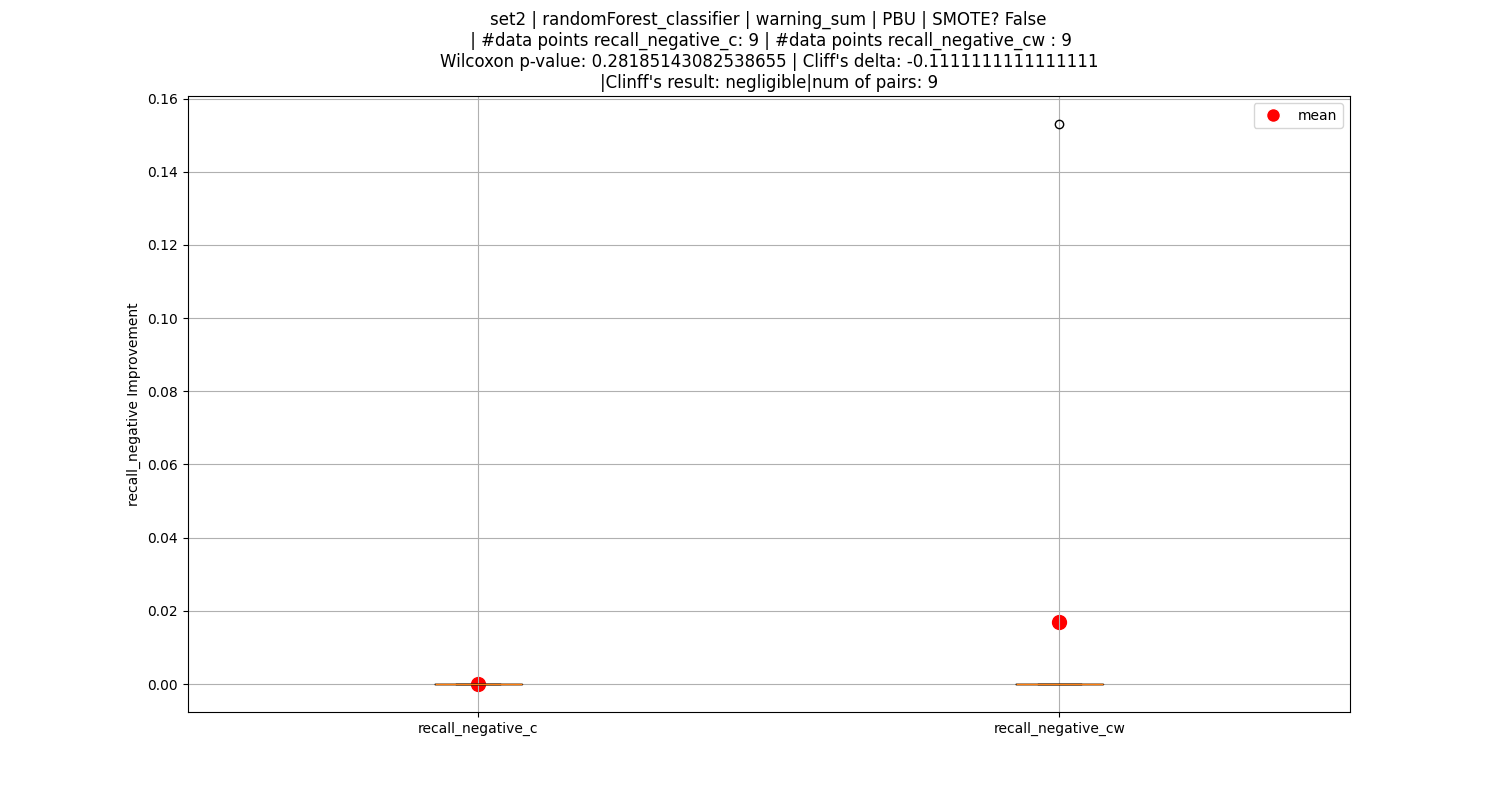 set2 | randomForest_classifier | warning_sum | PBU | SMOTE? False
| #data points recall_negative_c: 9 | #data points recall_negative_cw : 9
Wilcoxon p-value: 0.28185143082538655 | Cliff's delta: -0.1111111111111111
|Clinff's result: negligible|num of pairs: 9
mean
0.16
0.14
0.12
0.10
0.08
0.06
0.04
0.02
0.00
recall_negative Improvement
recall_negative_c
recall_negative_cw